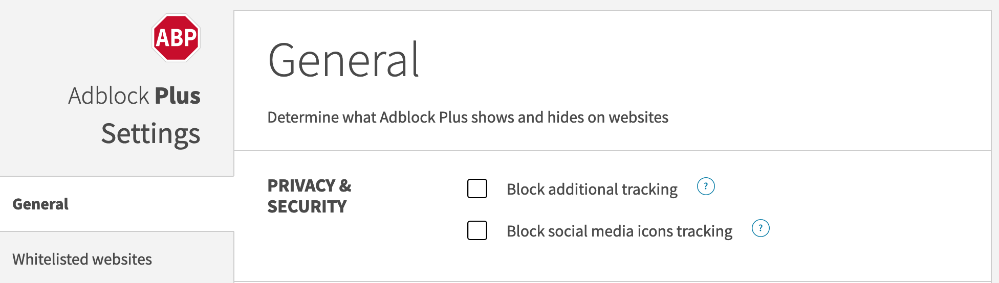 ABP
Adblock Plus
Settings
General
Whitelisted websites
General
Determine what Adblock Plus shows and hides on websites
PRIVACY &
SECURITY
Block additional tracking ?
Block social media icons tracking ?